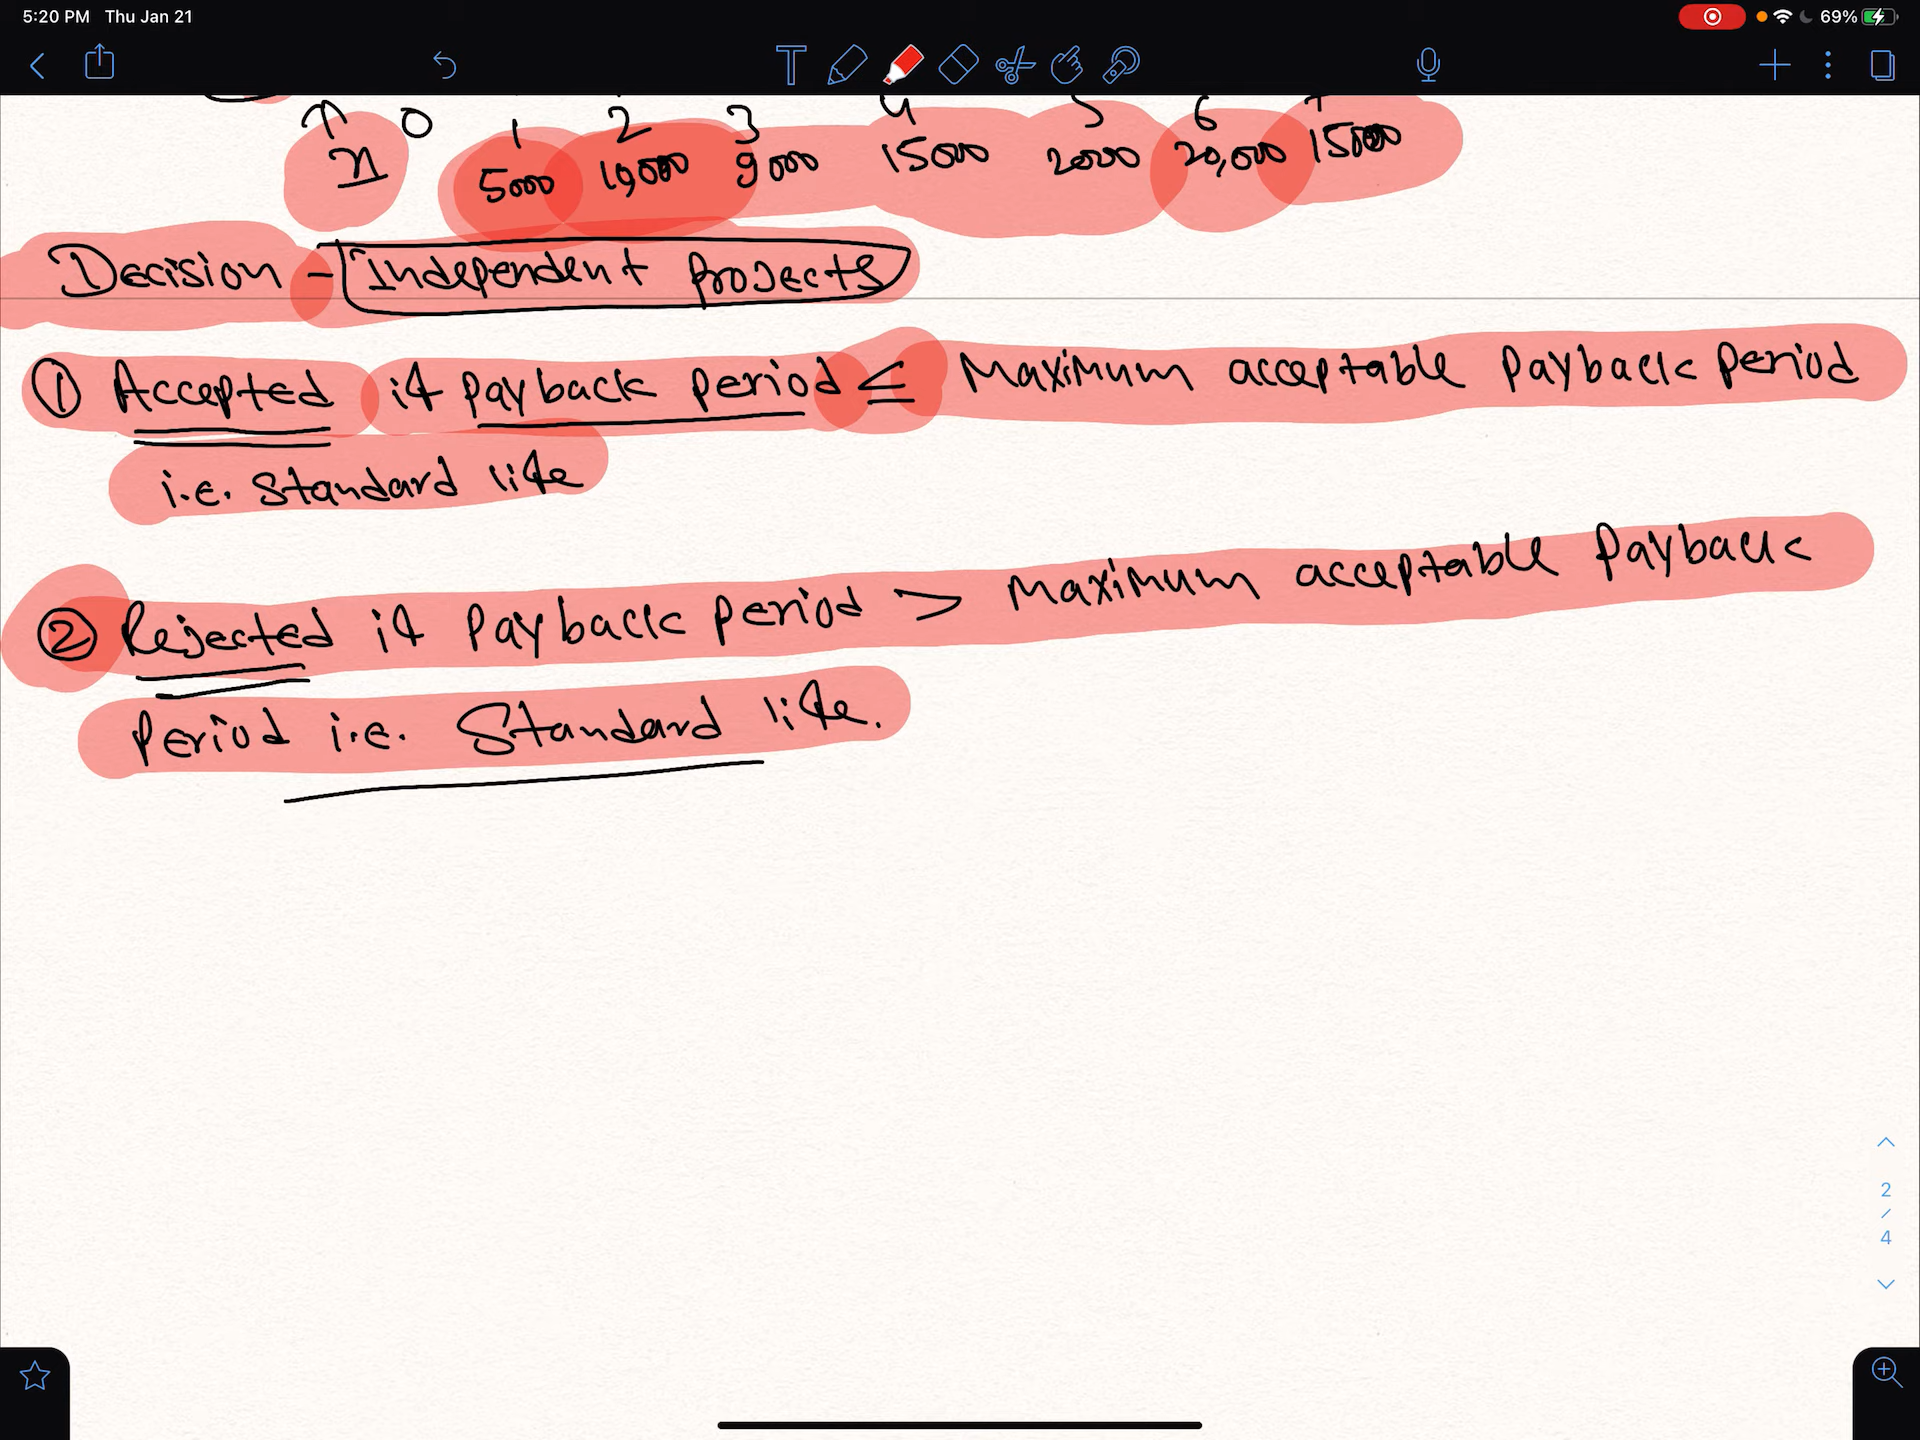 5:20 PM Thu Jan 21
69%
0 1 2 3 4 5 6 7
n 5000 10,000 9000 15000 2000 20,000 15000
Decision - Independent Projects
① Accepted if payback period ≤ Maximum acceptable Payback Period
i.e. Standard life
② Rejected if Payback Period > Maximum acceptable Payback
Period i.e. Standard life.
2
/
4